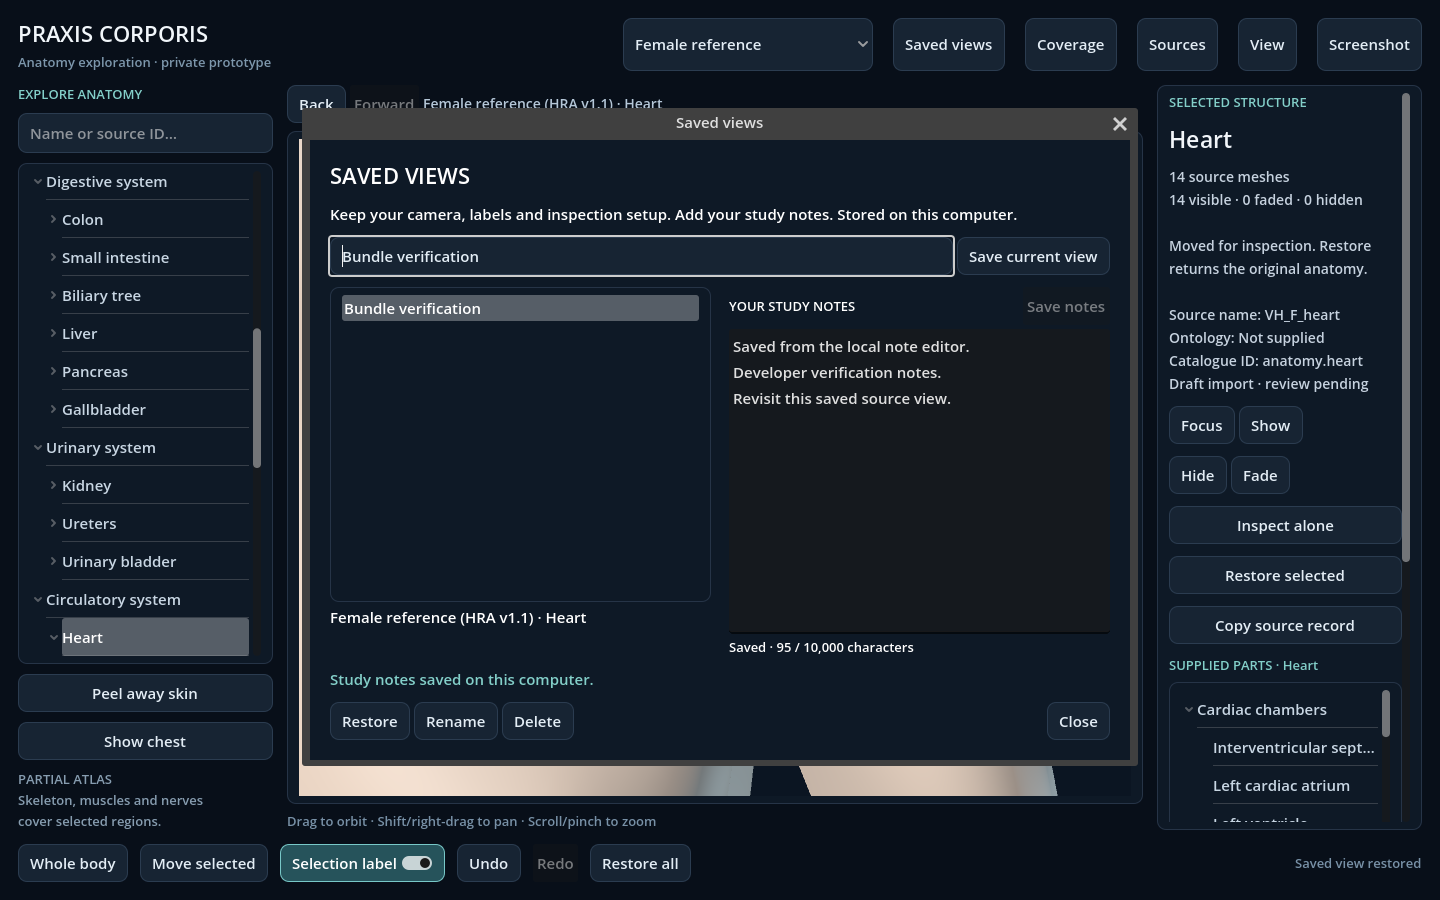 PRAXIS CORPORIS
Anatomy exploration · private prototype
Female reference
Saved views
Coverage
Sources
View
Screenshot
EXPLORE ANATOMY
Name or source ID...
Digestive system
Colon
Small intestine
Biliary tree
Liver
Pancreas
Gallbladder
Urinary system
Kidney
Ureters
Urinary bladder
Circulatory system
Heart
Peel away skin
Show chest
PARTIAL ATLAS
Skeleton, muscles and nerves
cover selected regions.
Back
Forward
Female reference (HRA v1.1) · Heart
Saved views
SAVED VIEWS
Keep your camera, labels and inspection setup. Add your study notes. Stored on this computer.
Bundle verification
Save current view
Bundle verification
Female reference (HRA v1.1) · Heart
YOUR STUDY NOTES
Save notes
Saved from the local note editor.
Developer verification notes.
Revisit this saved source view.
Saved · 95 / 10,000 characters
Study notes saved on this computer.
Restore
Rename
Delete
Close
Drag to orbit · Shift/right-drag to pan · Scroll/pinch to zoom
SELECTED STRUCTURE
Heart
14 source meshes
14 visible · 0 faded · 0 hidden
Moved for inspection. Restore
returns the original anatomy.
Source name: VH_F_heart
Ontology: Not supplied
Catalogue ID: anatomy.heart
Draft import · review pending
Focus
Show
Hide
Fade
Inspect alone
Restore selected
Copy source record
SUPPLIED PARTS · Heart
Cardiac chambers
Interventricular sept...
Left cardiac atrium
Left ventricle
Whole body
Move selected
Selection label
Undo
Redo
Restore all
Saved view restored